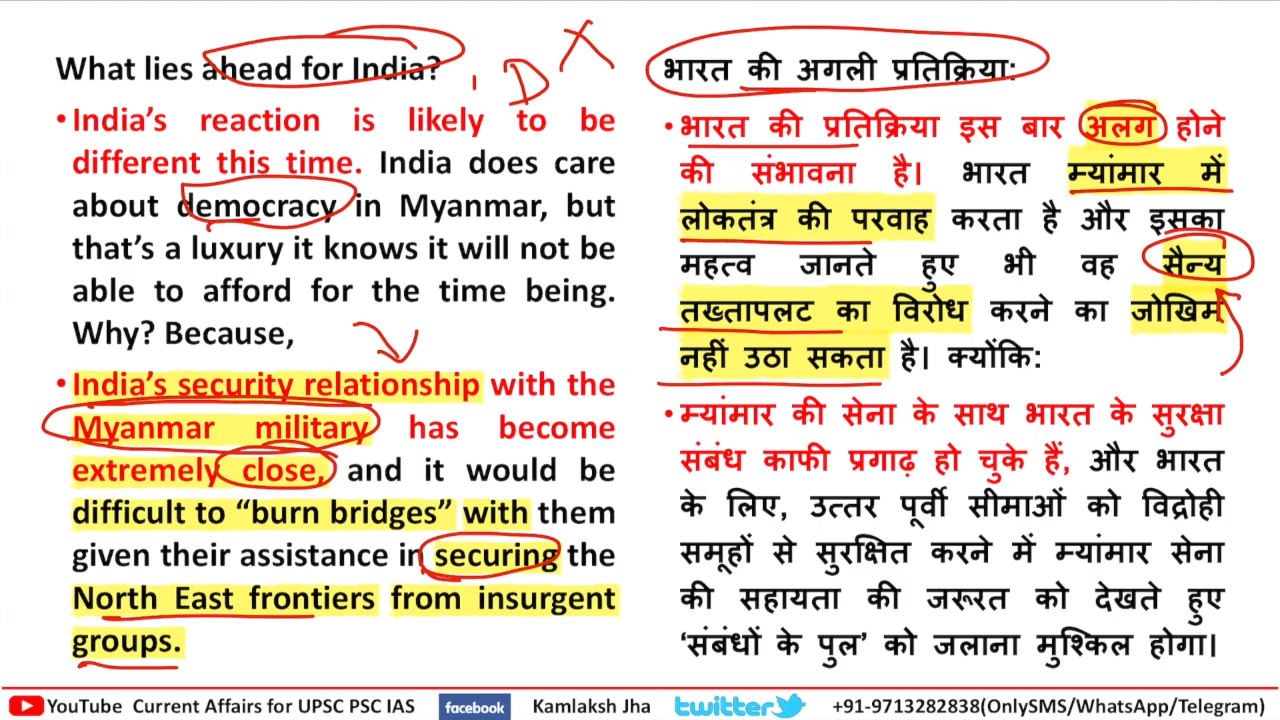 What lies ahead for India?
• India’s reaction is likely to be
different this time. India does care
about democracy in Myanmar, but
that’s a luxury it knows it will not be
able to afford for the time being.
Why? Because,
• India’s security relationship with the
Myanmar military has become
extremely close, and it would be
difficult to “burn bridges” with them
given their assistance in securing the
North East frontiers from insurgent
groups.
D X
भारत की अगली प्रतिक्रिया:
• भारत की प्रतिक्रिया इस बार अलग होने
की संभावना है। भारत म्यांमार में
लोकतंत्र की परवाह करता है और इसका
महत्व जानते हुए भी वह सैन्य
तख्तापलट का विरोध करने का जोखिम
नहीं उठा सकता है। क्योंकि:
• म्यांमार की सेना के साथ भारत के सुरक्षा
संबंध काफी प्रगाढ़ हो चुके हैं, और भारत
के लिए, उत्तर पूर्वी सीमाओं को विद्रोही
समूहों से सुरक्षित करने में म्यांमार सेना
की सहायता की जरूरत को देखते हुए
‘संबंधों के पुल’ को जलाना मुश्किल होगा।
YouTube Current Affairs for UPSC PSC IAS facebook Kamlaksh Jha twitter +91-9713282838(OnlySMS/WhatsApp/Telegram)